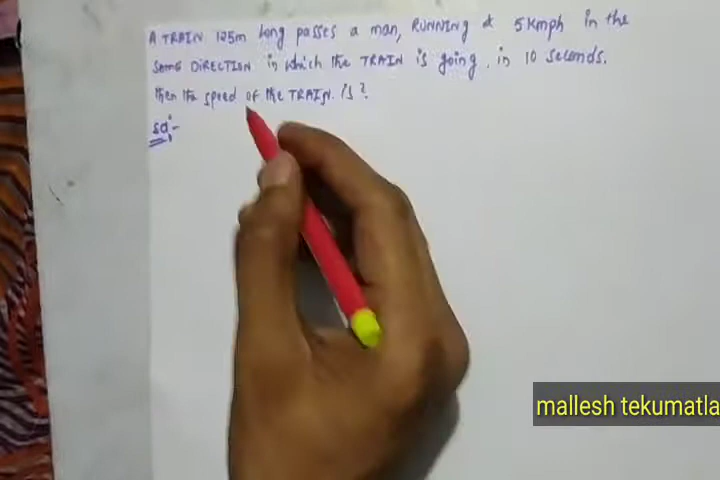 A TRAIN 125m long passes a man, RUNNING at 5kmph in the
same DIRECTION in which the TRAIN is going. in 10 seconds.
then the speed of the TRAIN. is?
Sol:-
mallesh tekumatla